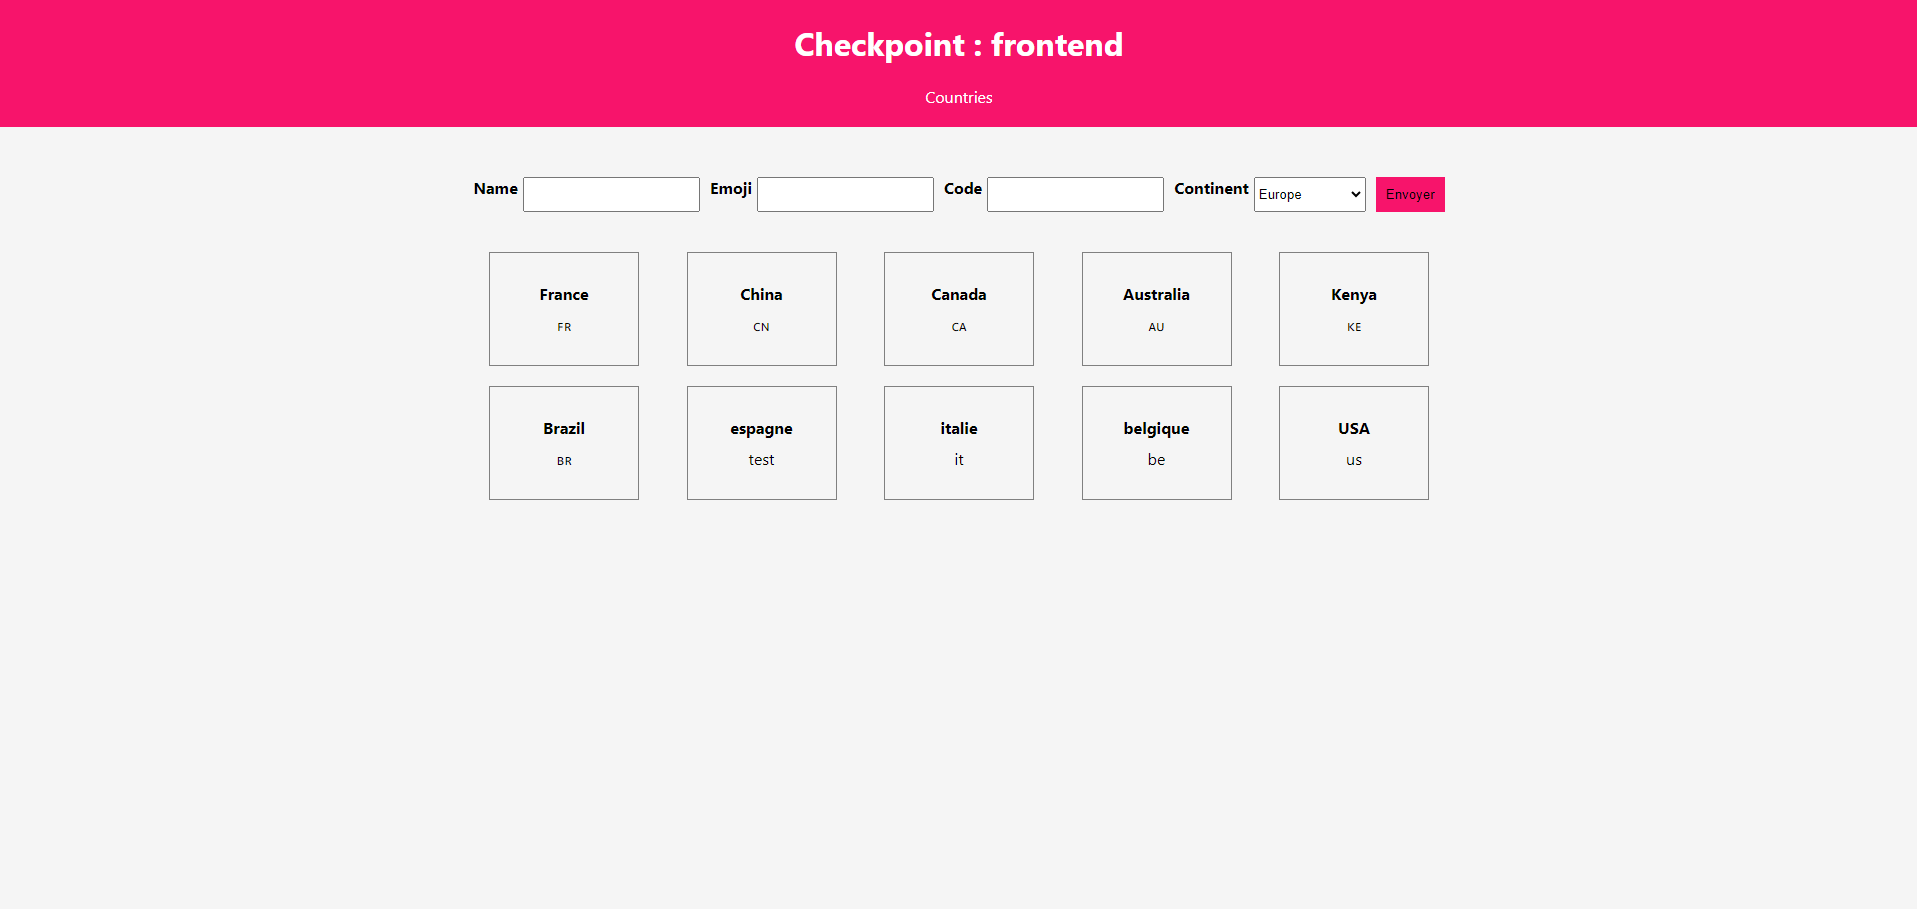 Checkpoint : frontend
Countries
Name Emoji Code Continent Europe Envoyer
France China Canada Australia Kenya
FR CN CA AU KE
Brazil espagne italie belgique USA
BR test it be us